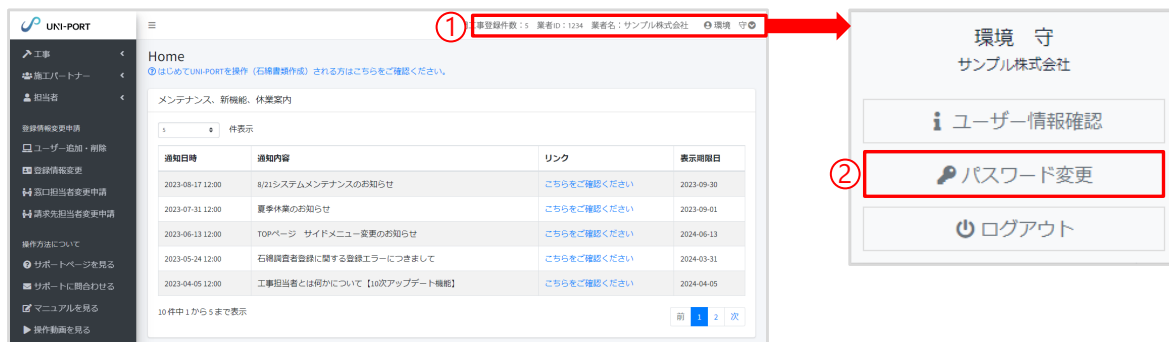 UNI-PORT
工事
施工パートナー
担当者
登録情報変更申請
ユーザー追加・削除
登録情報変更
窓口担当者変更申請
請求先担当者変更申請
操作方法について
サポートページを見る
サポートに問合わせる
マニュアルを見る
操作動画を見る
①
工事登録件数：5 業者ID：1234 業者名：サンプル株式会社 環境 守
Home
はじめてUNI-PORTを操作（石綿書類作成）される方はこちらをご確認ください。
メンテナンス、新機能、休業案内
5 件表示
通知日時 通知内容 リンク 表示期限日
2023-08-17 12:00 8/21システムメンテナンスのお知らせ こちらをご確認ください 2023-09-30
2023-07-31 12:00 夏季休業のお知らせ こちらをご確認ください 2023-09-01
2023-06-13 12:00 TOPページ サイドメニュー変更のお知らせ こちらをご確認ください 2024-06-13
2023-05-24 12:00 石綿調査者登録に関する登録エラーにつきまして こちらをご確認ください 2024-03-31
2023-04-05 12:00 工事担当者とは何かについて【10次アップデート機能】 こちらをご確認ください 2024-04-05
10 件中 1 から 5 まで表示
前 1 2 次
環境 守
サンプル株式会社
ユーザー情報確認
② パスワード変更
ログアウト